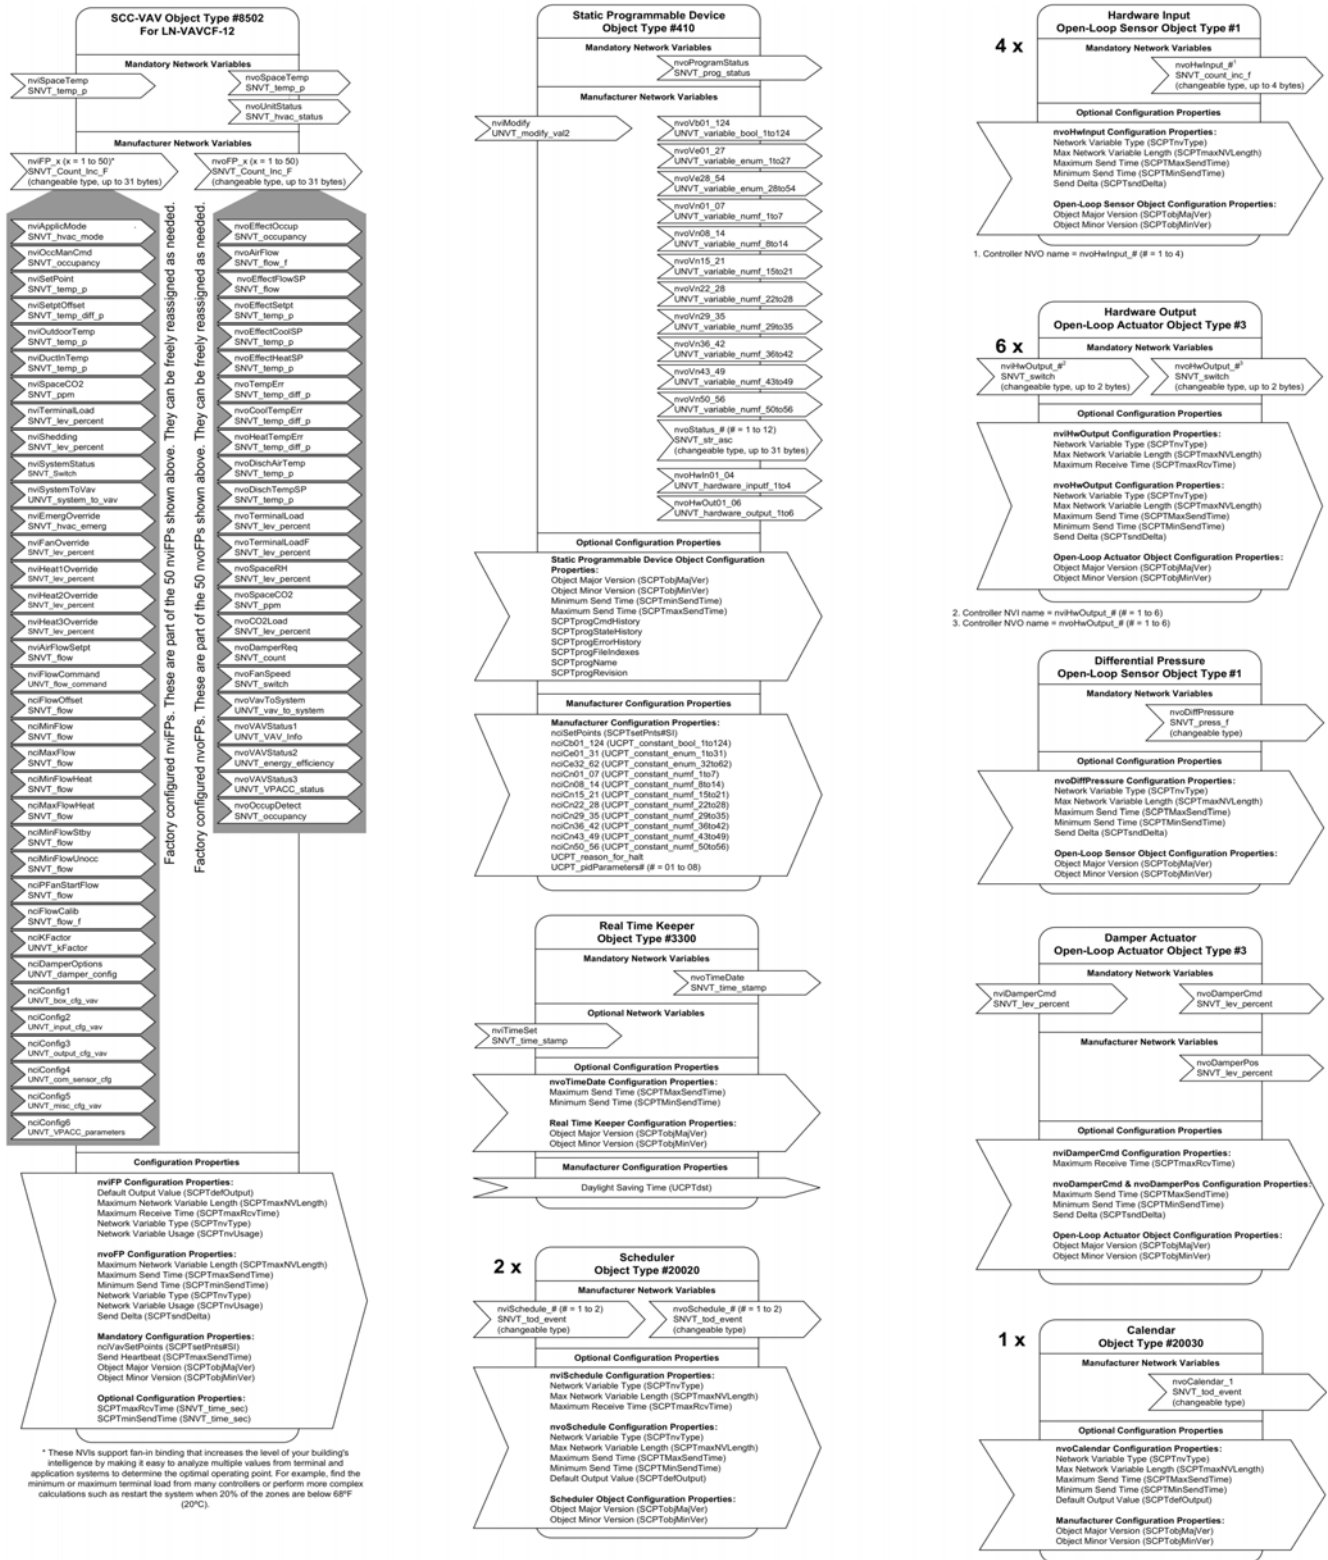 SCC-VAV Object Type #8502
For LN-VAVCF-12
Mandatory Network Variables
nviSpaceTemp
SNVT_temp_p
nvoSpaceTemp
SNVT_temp_p
nvoUnitStatus
SNVT_hvac_status
Manufacturer Network Variables
nviFP_x (x = 1 to 50)*
SNVT_Count_Inc_F
(changeable type, up to 31 bytes)
nvoFP_x (x = 1 to 50)
SNVT_Count_Inc_F
(changeable type, up to 31 bytes)
nviApplicMode
SNVT_hvac_mode
nviOccManCmd
SNVT_occupancy
nviSetPoint
SNVT_temp_p
nviSetptOffset
SNVT_temp_diff_p
nviOutdoorTemp
SNVT_temp_p
nviDuctInTemp
SNVT_temp_p
nviSpaceCO2
SNVT_ppm
nviTerminalLoad
SNVT_lev_percent
nviShedding
SNVT_lev_percent
nviSystemStatus
SNVT_Switch
nviSystemToVav
UNVT_system_to_vav
nviEmergOverride
SNVT_hvac_emerg
nviFanOverride
SNVT_lev_percent
nviHeat1Override
SNVT_lev_percent
nviHeat2Override
SNVT_lev_percent
nviHeat3Override
SNVT_lev_percent
nviAirFlowSetpt
SNVT_flow
nviFlowCommand
UNVT_flow_command
nciFlowOffset
SNVT_flow
nciMinFlow
SNVT_flow
nciMaxFlow
SNVT_flow
nciMinFlowHeat
SNVT_flow
nciMaxFlowHeat
SNVT_flow
nciMinFlowStby
SNVT_flow
nciMinFlowUnocc
SNVT_flow
nciPFanStartFlow
SNVT_flow
nciFlowCalib
SNVT_flow_f
nciKFactor
UNVT_kFactor
nciDamperOptions
UNVT_damper_config
nciConfig1
UNVT_box_cfg_vav
nciConfig2
UNVT_input_cfg_vav
nciConfig3
UNVT_output_cfg_vav
nciConfig4
UNVT_com_sensor_cfg
nciConfig5
UNVT_misc_cfg_vav
nciConfig6
UNVT_VPACC_parameters
Factory configured nviFPs. These are part of the 50 nviFPs shown above. They can be freely reassigned as needed.
Factory configured nvoFPs. These are part of the 50 nvoFPs shown above. They can be freely reassigned as needed.
nvoEffectOccup
SNVT_occupancy
nvoAirFlow
SNVT_flow_f
nvoEffectFlowSP
SNVT_flow
nvoEffectSetpt
SNVT_temp_p
nvoEffectCoolSP
SNVT_temp_p
nvoEffectHeatSP
SNVT_temp_p
nvoTempErr
SNVT_temp_diff_p
nvoCoolTempErr
SNVT_temp_diff_p
nvoHeatTempErr
SNVT_temp_diff_p
nvoDischAirTemp
SNVT_temp_p
nvoDischTempSP
SNVT_temp_p
nvoTerminalLoad
SNVT_lev_percent
nvoTerminalLoadF
SNVT_lev_percent
nvoSpaceRH
SNVT_lev_percent
nvoSpaceCO2
SNVT_ppm
nvoCO2Load
SNVT_lev_percent
nvoDamperReq
SNVT_count
nvoFanSpeed
SNVT_switch
nvoVavToSystem
UNVT_vav_to_system
nvoVAVStatus1
UNVT_VAV_Info
nvoVAVStatus2
UNVT_energy_efficiency
nvoVAVStatus3
UNVT_VPACC_status
nvoOccupDetect
SNVT_occupancy
Configuration Properties
nviFP Configuration Properties:
Default Output Value (SCPTdefOutput)
Maximum Network Variable Length (SCPTmaxNVLength)
Maximum Receive Time (SCPTmaxRcvTime)
Network Variable Type (SCPTnvType)
Network Variable Usage (SCPTnvUsage)
nvoFP Configuration Properties:
Maximum Network Variable Length (SCPTmaxNVLength)
Maximum Send Time (SCPTmaxSendTime)
Minimum Send Time (SCPTminSendTime)
Network Variable Type (SCPTnvType)
Network Variable Usage (SCPTnvUsage)
Send Delta (SCPTsndDelta)
Mandatory Configuration Properties:
nciVavSetPoints (SCPTsetPnts#SI)
Send Heartbeat (SCPTmaxSendTime)
Object Major Version (SCPTobjMajVer)
Object Minor Version (SCPTobjMinVer)
Optional Configuration Properties:
SCPTmaxRcvTime (SNVT_time_sec)
SCPTminSendTime (SNVT_time_sec)
* These NVIs support fan-in binding that increases the level of your building's
intelligence by making it easy to analyze multiple values from terminal and
application systems to determine the optimal operating point. For example, find the
minimum or maximum terminal load from many controllers or perform more complex
calculations such as restart the system when 20% of the zones are below 68ºF
(20ºC).
Static Programmable Device
Object Type #410
Mandatory Network Variables
nvoProgramStatus
SNVT_prog_status
Manufacturer Network Variables
nviModify
UNVT_modify_val2
nvoVb01_124
UNVT_variable_bool_1to124
nvoVe01_27
UNVT_variable_enum_1to27
nvoVe28_54
UNVT_variable_enum_28to54
nvoVn01_07
UNVT_variable_numf_1to7
nvoVn08_14
UNVT_variable_numf_8to14
nvoVn15_21
UNVT_variable_numf_15to21
nvoVn22_28
UNVT_variable_numf_22to28
nvoVn29_35
UNVT_variable_numf_29to35
nvoVn36_42
UNVT_variable_numf_36to42
nvoVn43_49
UNVT_variable_numf_43to49
nvoVn50_56
UNVT_variable_numf_50to56
nvoStatus_# (# = 1 to 12)
SNVT_str_asc
(changeable type, up to 31 bytes)
nvoHwIn01_04
UNVT_hardware_inputf_1to4
nvoHwOut01_06
UNVT_hardware_output_1to6
Optional Configuration Properties
Static Programmable Device Object Configuration
Properties:
Object Major Version (SCPTobjMajVer)
Object Minor Version (SCPTobjMinVer)
Minimum Send Time (SCPTminSendTime)
Maximum Send Time (SCPTmaxSendTime)
SCPTprogCmdHistory
SCPTprogStateHistory
SCPTprogErrorHistory
SCPTprogFileIndexes
SCPTprogName
SCPTprogRevision
Manufacturer Configuration Properties
Manufacturer Configuration Properties:
nciSetPoints (SCPTsetPnts#SI)
nciCb01_124 (UCPT_constant_bool_1to124)
nciCe01_31 (UCPT_constant_enum_1to31)
nciCe32_62 (UCPT_constant_enum_32to62)
nciCn01_07 (UCPT_constant_numf_1to7)
nciCn08_14 (UCPT_constant_numf_8to14)
nciCn15_21 (UCPT_constant_numf_15to21)
nciCn22_28 (UCPT_constant_numf_22to28)
nciCn29_35 (UCPT_constant_numf_29to35)
nciCn36_42 (UCPT_constant_numf_36to42)
nciCn43_49 (UCPT_constant_numf_43to49)
nciCn50_56 (UCPT_constant_numf_50to56)
UCPT_reason_for_halt
UCPT_pidParameters# (# = 01 to 08)
Real Time Keeper
Object Type #3300
Mandatory Network Variables
nvoTimeDate
SNVT_time_stamp
Optional Network Variables
nviTimeSet
SNVT_time_stamp
Optional Configuration Properties
nvoTimeDate Configuration Properties:
Maximum Send Time (SCPTMaxSendTime)
Minimum Send Time (SCPTMinSendTime)
Real Time Keeper Configuration Properties:
Object Major Version (SCPTobjMajVer)
Object Minor Version (SCPTobjMinVer)
Manufacturer Configuration Properties
Daylight Saving Time (UCPTdst)
2 x
Scheduler
Object Type #20020
Manufacturer Network Variables
nviSchedule_# (# = 1 to 2)
SNVT_tod_event
(changeable type)
nvoSchedule_# (# = 1 to 2)
SNVT_tod_event
(changeable type)
Optional Configuration Properties
nviSchedule Configuration Properties:
Network Variable Type (SCPTnvType)
Max Network Variable Length (SCPTmaxNVLength)
Maximum Receive Time (SCPTmaxRcvTime)
nvoSchedule Configuration Properties:
Network Variable Type (SCPTnvType)
Max Network Variable Length (SCPTmaxNVLength)
Maximum Send Time (SCPTMaxSendTime)
Minimum Send Time (SCPTMinSendTime)
Default Output Value (SCPTdefOutput)
Scheduler Object Configuration Properties:
Object Major Version (SCPTobjMajVer)
Object Minor Version (SCPTobjMinVer)
4 x
Hardware Input
Open-Loop Sensor Object Type #1
Mandatory Network Variables
nvoHwInput_#1
SNVT_count_inc_f
(changeable type, up to 4 bytes)
Optional Configuration Properties
nvoHwInput Configuration Properties:
Network Variable Type (SCPTnvType)
Max Network Variable Length (SCPTmaxNVLength)
Maximum Send Time (SCPTMaxSendTime)
Minimum Send Time (SCPTMinSendTime)
Send Delta (SCPTsndDelta)
Open-Loop Sensor Object Configuration Properties:
Object Major Version (SCPTobjMajVer)
Object Minor Version (SCPTobjMinVer)
1. Controller NVO name = nvoHwInput_# (# = 1 to 4)
6 x
Hardware Output
Open-Loop Actuator Object Type #3
Mandatory Network Variables
nviHwOutput_#2
SNVT_switch
(changeable type, up to 2 bytes)
nvoHwOutput_#3
SNVT_switch
(changeable type, up to 2 bytes)
Optional Configuration Properties
nviHwOutput Configuration Properties:
Network Variable Type (SCPTnvType)
Max Network Variable Length (SCPTmaxNVLength)
Maximum Receive Time (SCPTmaxRcvTime)
nvoHwOutput Configuration Properties:
Network Variable Type (SCPTnvType)
Max Network Variable Length (SCPTmaxNVLength)
Maximum Send Time (SCPTMaxSendTime)
Minimum Send Time (SCPTMinSendTime)
Send Delta (SCPTsndDelta)
Open-Loop Actuator Object Configuration Properties:
Object Major Version (SCPTobjMajVer)
Object Minor Version (SCPTobjMinVer)
2. Controller NVI name = nviHwOutput_# (# = 1 to 6)
3. Controller NVO name = nvoHwOutput_# (# = 1 to 6)
Differential Pressure
Open-Loop Sensor Object Type #1
Mandatory Network Variables
nvoDiffPressure
SNVT_press_f
(changeable type)
Optional Configuration Properties
nvoDiffPressure Configuration Properties:
Network Variable Type (SCPTnvType)
Max Network Variable Length (SCPTmaxNVLength)
Maximum Send Time (SCPTMaxSendTime)
Minimum Send Time (SCPTMinSendTime)
Send Delta (SCPTsndDelta)
Open-Loop Sensor Object Configuration Properties:
Object Major Version (SCPTobjMajVer)
Object Minor Version (SCPTobjMinVer)
Damper Actuator
Open-Loop Actuator Object Type #3
Mandatory Network Variables
nviDamperCmd
SNVT_lev_percent
nvoDamperCmd
SNVT_lev_percent
Manufacturer Network Variables
nvoDamperPos
SNVT_lev_percent
Optional Configuration Properties
nviDamperCmd Configuration Properties:
Maximum Receive Time (SCPTmaxRcvTime)
nvoDamperCmd & nvoDamperPos Configuration Properties:
Maximum Send Time (SCPTMaxSendTime)
Minimum Send Time (SCPTMinSendTime)
Send Delta (SCPTsndDelta)
Open-Loop Actuator Object Configuration Properties:
Object Major Version (SCPTobjMajVer)
Object Minor Version (SCPTobjMinVer)
1 x
Calendar
Object Type #20030
Manufacturer Network Variables
nvoCalendar_1
SNVT_tod_event
(changeable type)
Optional Configuration Properties
nvoCalendar Configuration Properties:
Network Variable Type (SCPTnvType)
Max Network Variable Length (SCPTmaxNVLength)
Maximum Send Time (SCPTMaxSendTime)
Minimum Send Time (SCPTMinSendTime)
Default Output Value (SCPTdefOutput)
Manufacturer Configuration Properties:
Object Major Version (SCPTobjMajVer)
Object Minor Version (SCPTobjMinVer)